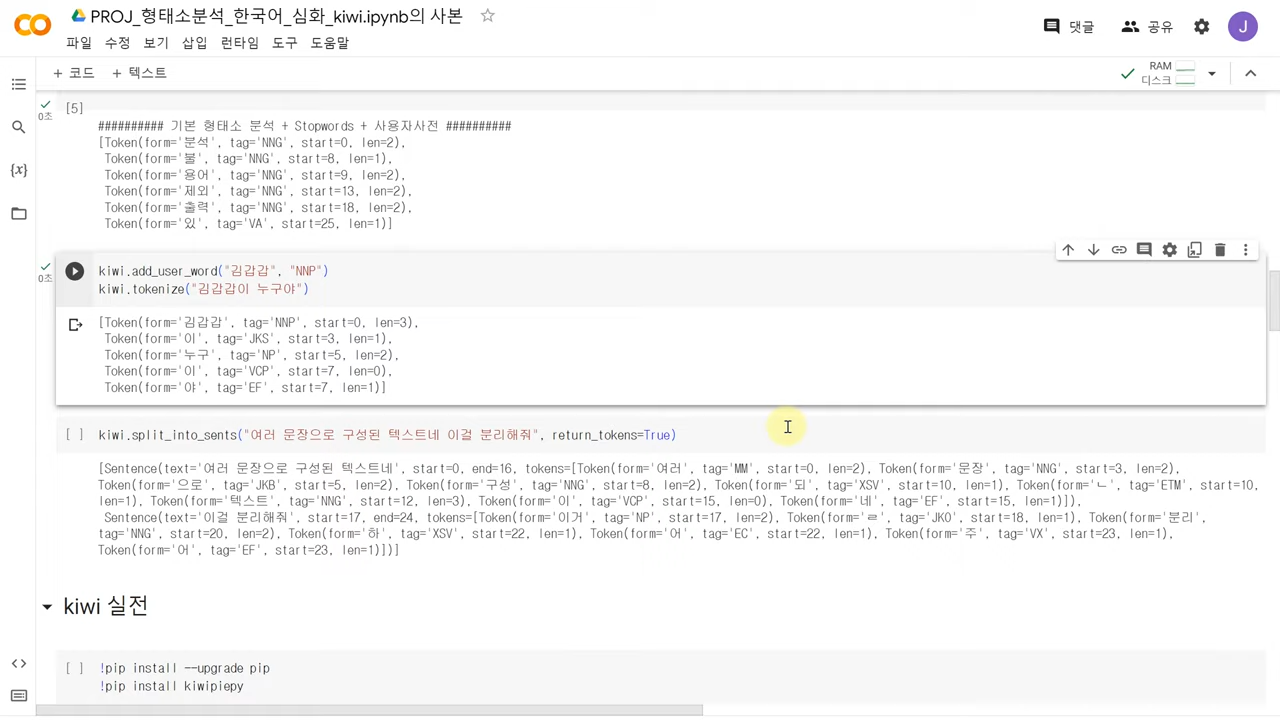 PROJ_형태소분석_한국어_심화_kiwi.ipynb의 사본
파일 수정 보기 삽입 런타임 도구 도움말
댓글 공유 J
+ 코드 + 텍스트
RAM
디스크
[5]
0초
########## 기본 형태소 분석 + Stopwords + 사용자사전 ##########
[Token(form='분석', tag='NNG', start=0, len=2),
Token(form='불', tag='NNG', start=8, len=1),
Token(form='용어', tag='NNG', start=9, len=2),
Token(form='제외', tag='NNG', start=13, len=2),
Token(form='출력', tag='NNG', start=18, len=2),
Token(form='있', tag='VA', start=25, len=1)]
0초
kiwi.add_user_word("김갑갑", "NNP")
kiwi.tokenize("김갑갑이 누구야")
[Token(form='김갑갑', tag='NNP', start=0, len=3),
Token(form='이', tag='JKS', start=3, len=1),
Token(form='누구', tag='NP', start=5, len=2),
Token(form='이', tag='VCP', start=7, len=0),
Token(form='야', tag='EF', start=7, len=1)]
[ ] kiwi.split_into_sents("여러 문장으로 구성된 텍스트네 이걸 분리해줘", return_tokens=True)
[Sentence(text='여러 문장으로 구성된 텍스트네', start=0, end=16, tokens=[Token(form='여러', tag='MM', start=0, len=2), Token(form='문장', tag='NNG', start=3, len=2),
Token(form='으로', tag='JKB', start=5, len=2), Token(form='구성', tag='NNG', start=8, len=2), Token(form='되', tag='XSV', start=10, len=1), Token(form='ㄴ', tag='ETM', start=10,
len=1), Token(form='텍스트', tag='NNG', start=12, len=3), Token(form='이', tag='VCP', start=15, len=0), Token(form='네', tag='EF', start=15, len=1)]),
Sentence(text='이걸 분리해줘', start=17, end=24, tokens=[Token(form='이거', tag='NP', start=17, len=2), Token(form='ㄹ', tag='JKO', start=18, len=1), Token(form='분리',
tag='NNG', start=20, len=2), Token(form='하', tag='XSV', start=22, len=1), Token(form='어', tag='EC', start=22, len=1), Token(form='주', tag='VX', start=23, len=1),
Token(form='어', tag='EF', start=23, len=1)])]
kiwi 실전
[ ] !pip install --upgrade pip
!pip install kiwipiepy